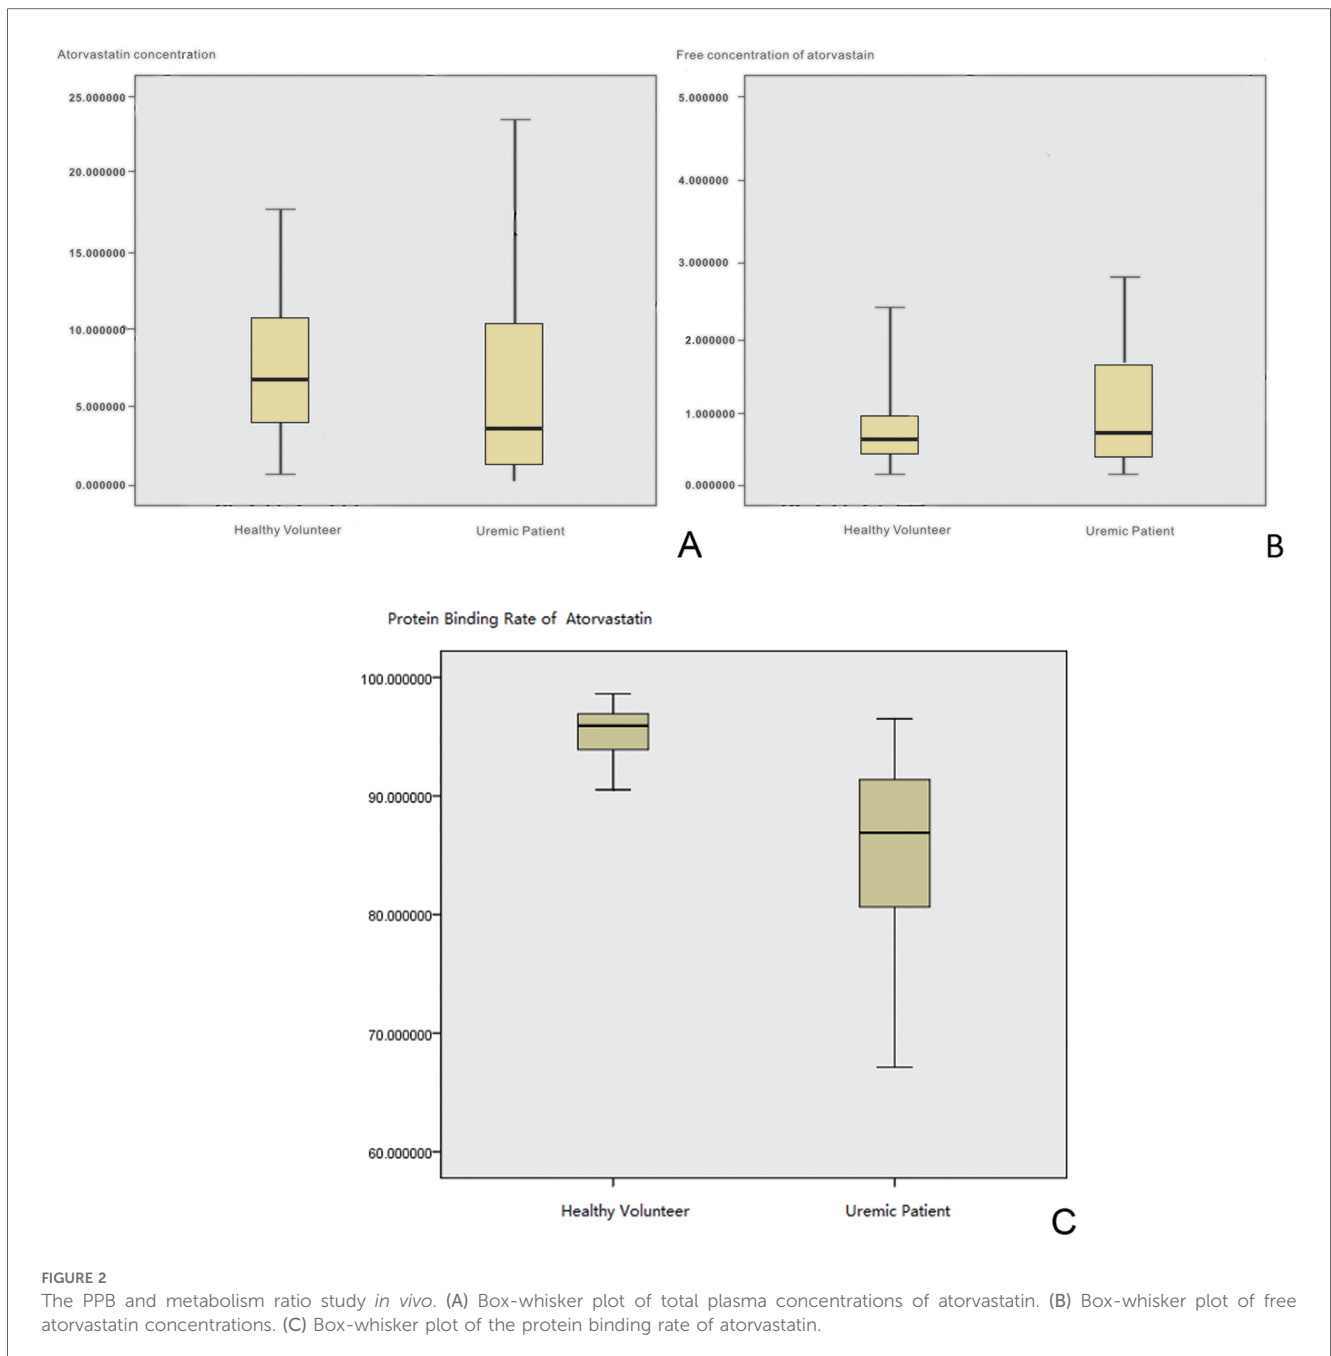 Atorvastatin concentration
25.000000
20.000000
15.000000
10.000000
5.000000
0.000000
Healthy Volunteer
Uremic Patient
A
Free concentration of atorvastain
5.000000
4.000000
3.000000
2.000000
1.000000
0.000000
Healthy Volunteer
Uremic Patient
B
Protein Binding Rate of Atorvastatin
100.000000
90.000000
80.000000
70.000000
60.000000
Healthy Volunteer
Uremic Patient
C
FIGURE 2
The PPB and metabolism ratio study in vivo. (A) Box-whisker plot of total plasma concentrations of atorvastatin. (B) Box-whisker plot of free
atorvastatin concentrations. (C) Box-whisker plot of the protein binding rate of atorvastatin.